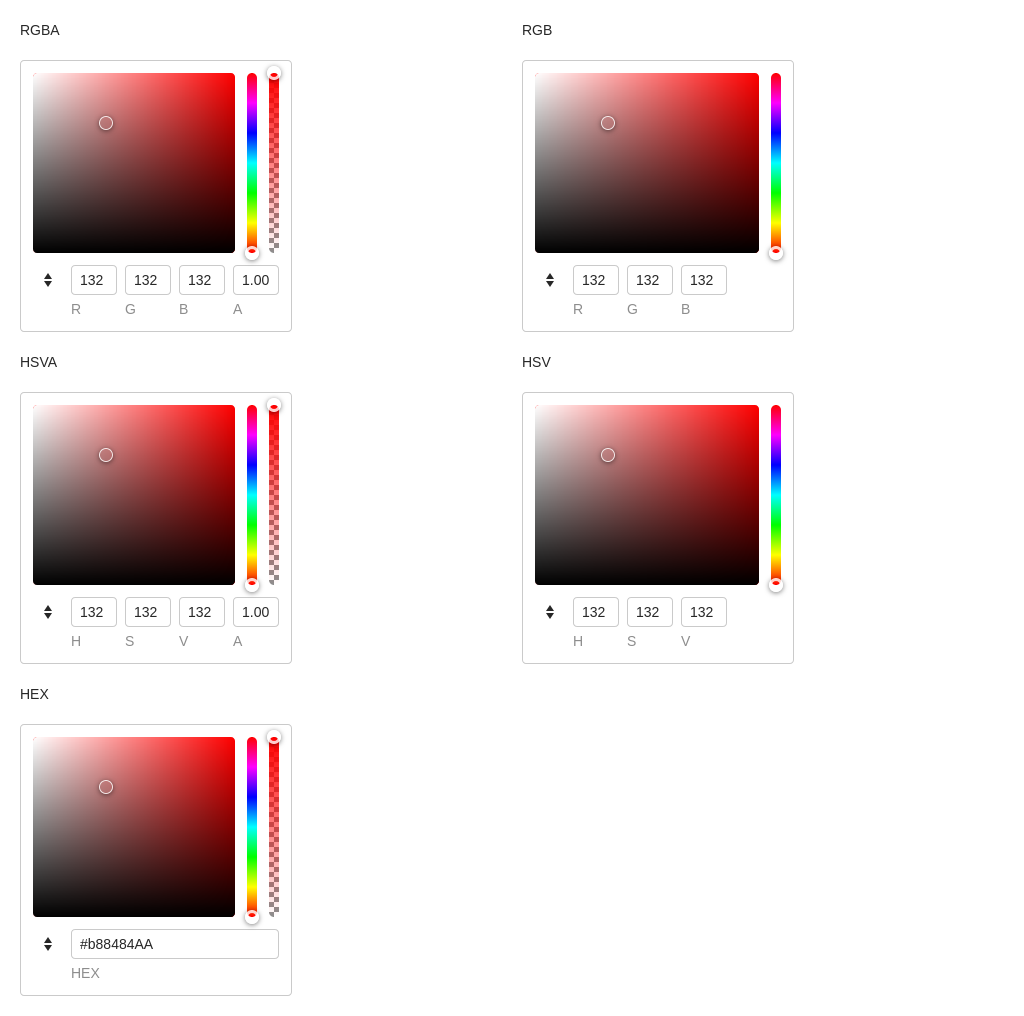 RGBA
RGB
132 132 132 1.00
R G B A
132 132 132
R G B
HSVA
HSV
132 132 132 1.00
H S V A
132 132 132
H S V
HEX
#b88484AA
HEX